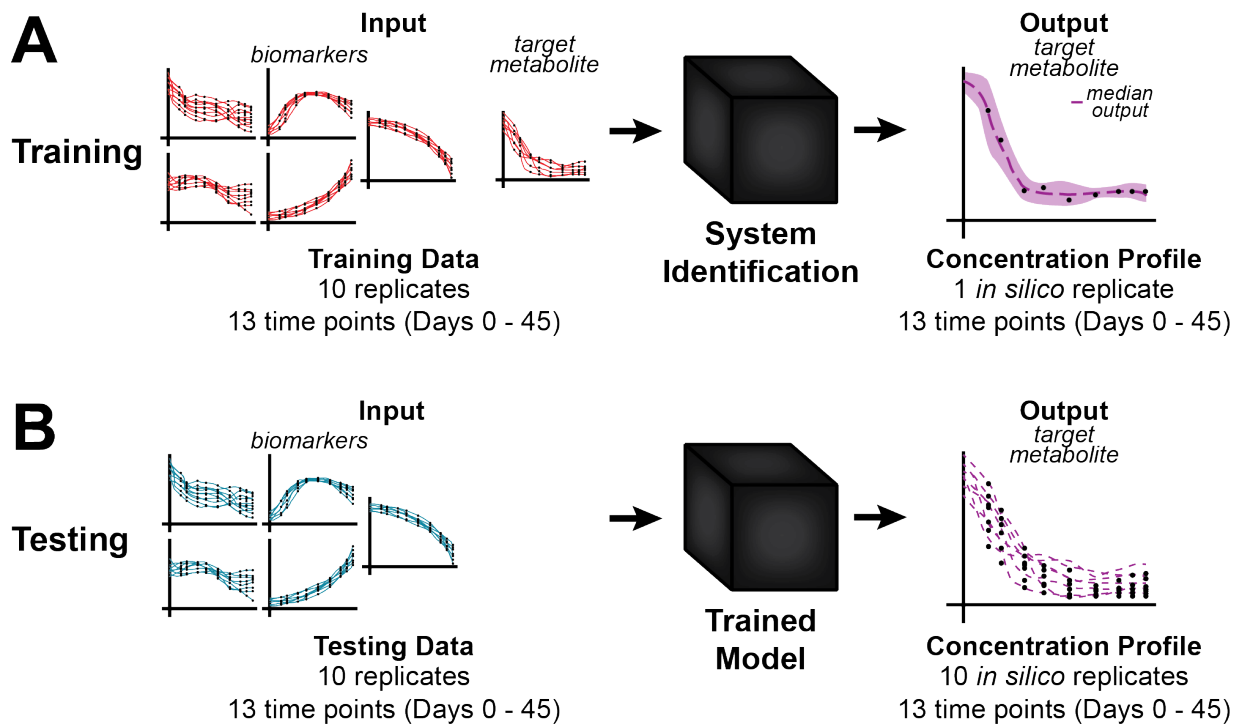 A
Training
Input
biomarkers
target
metabolite
Training Data
10 replicates
13 time points (Days 0 - 45)
System
Identification
Output
target
metabolite
median
output
Concentration Profile
1 in silico replicate
13 time points (Days 0 - 45)
B
Testing
Input
biomarkers
Testing Data
10 replicates
13 time points (Days 0 - 45)
Trained
Model
Output
target
metabolite
Concentration Profile
10 in silico replicates
13 time points (Days 0 - 45)